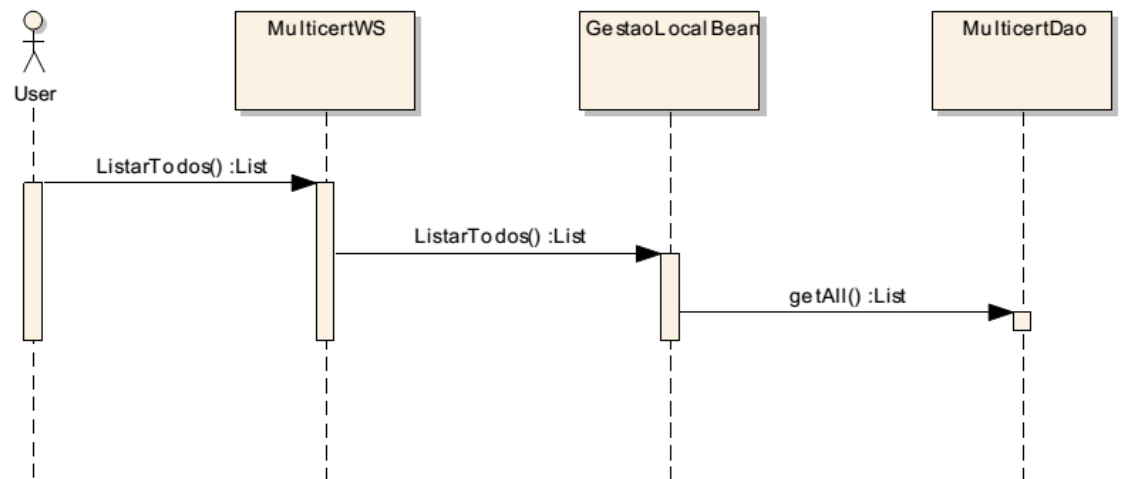 MulticertWS
GestaoLocalBean
MulticertDao
User
ListarTodos() :List
ListarTodos() :List
getAll() :List